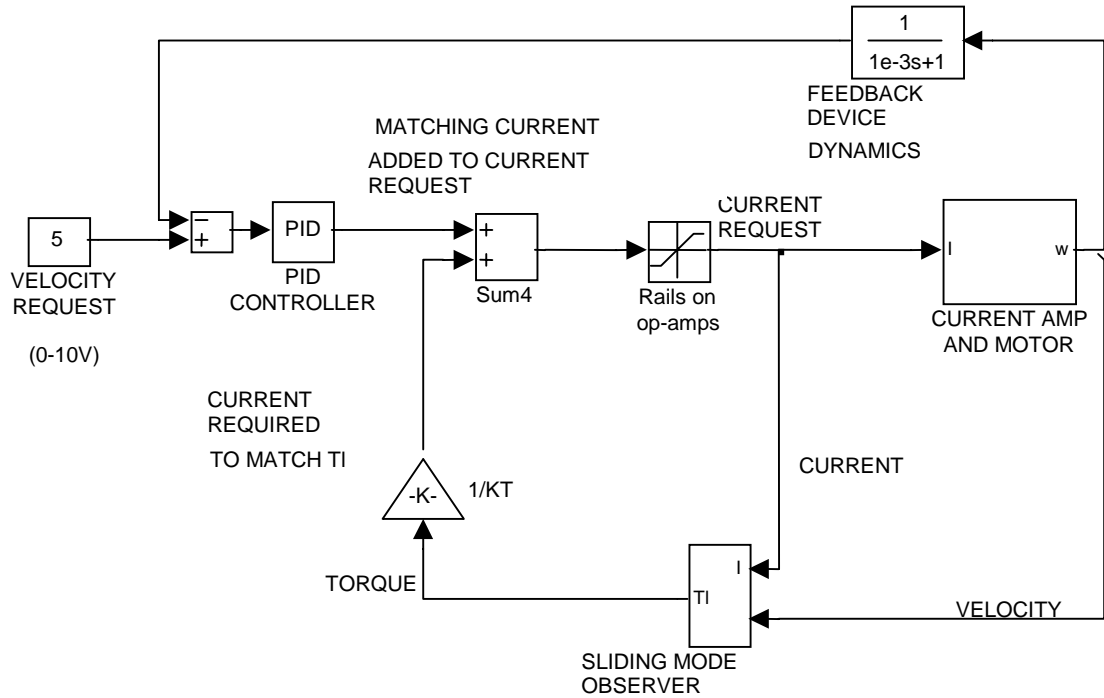 1
1e-3s+1
FEEDBACK
DEVICE
DYNAMICS
MATCHING CURRENT
ADDED TO CURRENT
REQUEST
5
VELOCITY
REQUEST
(0-10V)
−
+
PID
PID
CONTROLLER
+
+
Sum4
Rails on
op-amps
CURRENT
REQUEST
I
w
CURRENT AMP
AND MOTOR
CURRENT
REQUIRED
TO MATCH Tl
-K-
1/KT
CURRENT
TORQUE
I
Tl
VELOCITY
SLIDING MODE
OBSERVER